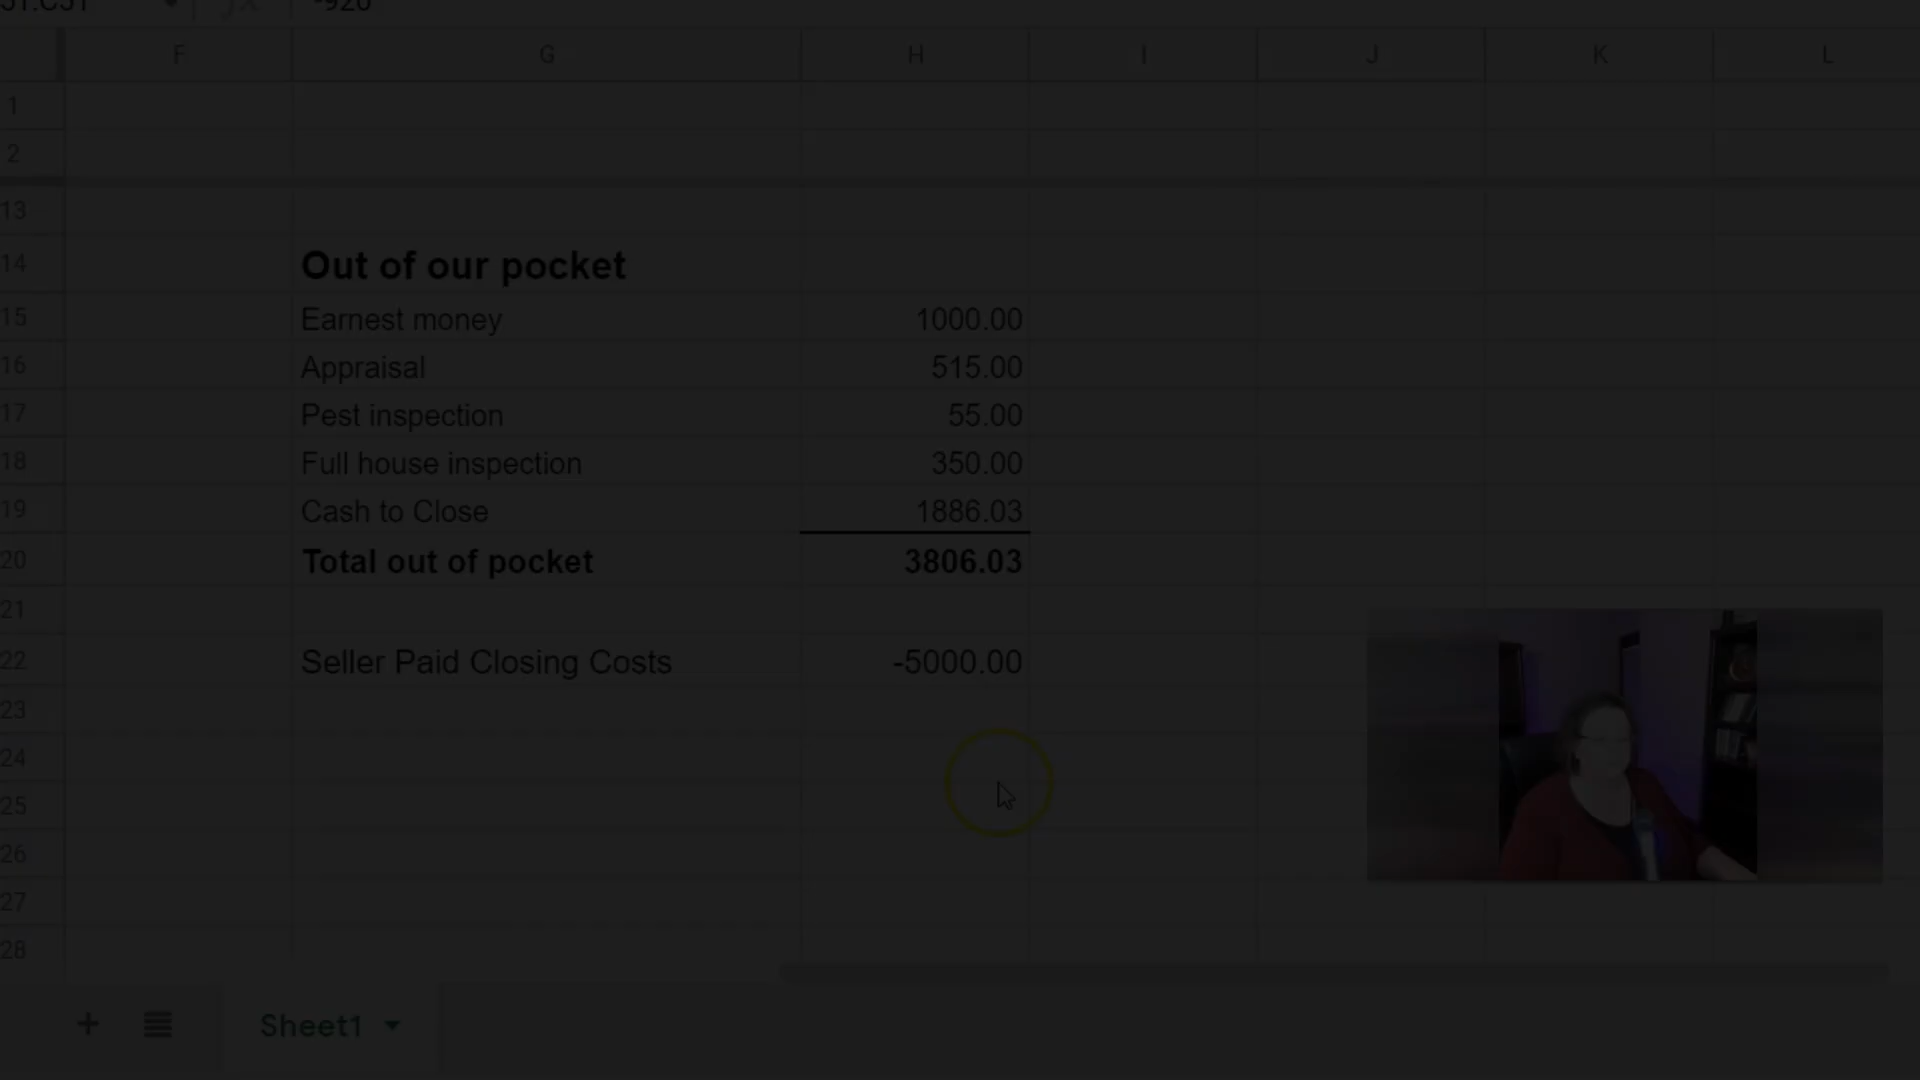 -920
F G H I J K L
1
2
13
14 Out of our pocket
15 Earnest money 1000.00
16 Appraisal 515.00
17 Pest inspection 55.00
18 Full house inspection 350.00
19 Cash to Close 1886.03
20 Total out of pocket 3806.03
21
22 Seller Paid Closing Costs -5000.00
23
24
25
26
27
28
+ Sheet1